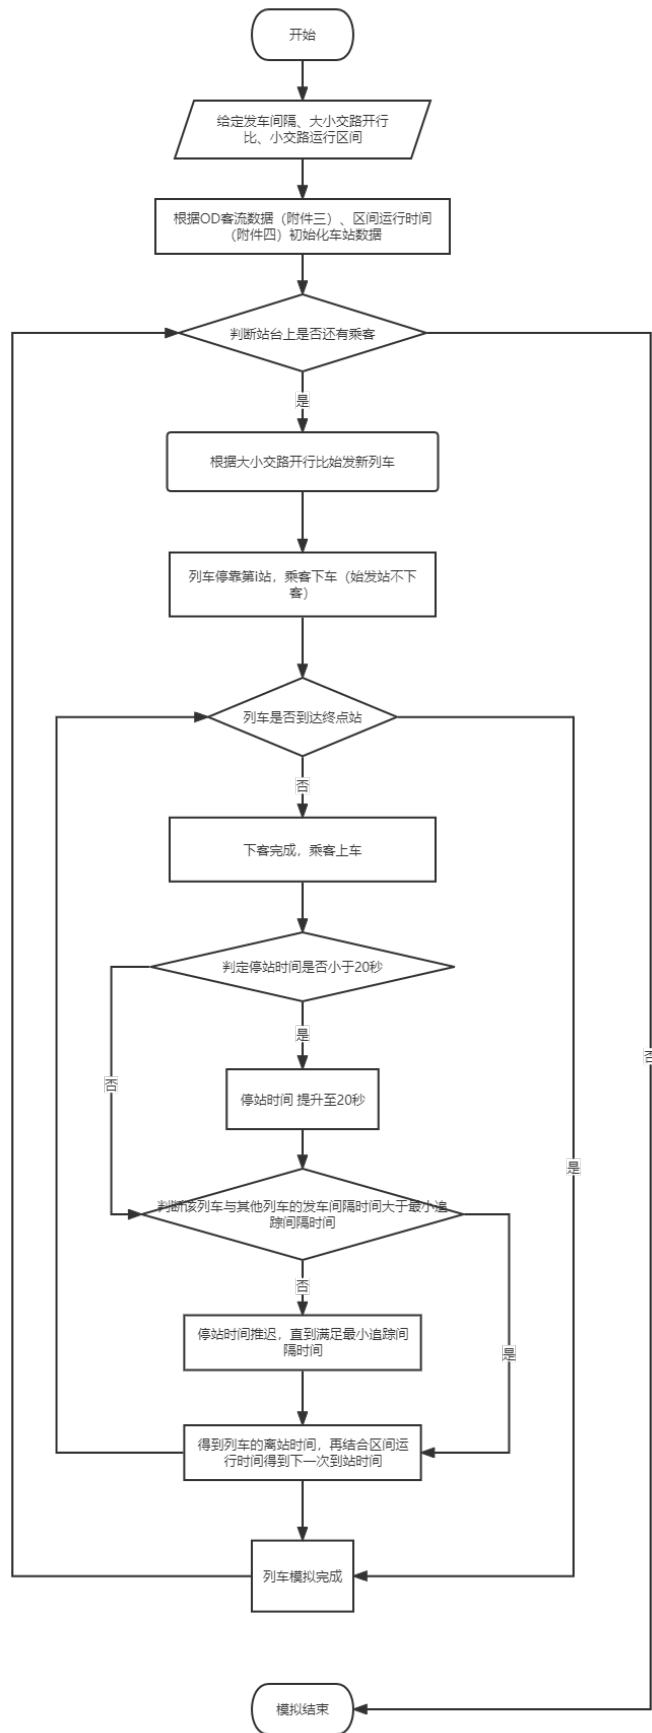 开始
给定发车间隔、大小交路开行
比、小交路运行区间
根据OD客流数据（附件三）、区间运行时间
（附件四）初始化车站数据
判断站台上是否还有乘客
是
根据大小交路开行比始发新列车
列车停靠第i站，乘客下车（始发站不下
客）
列车是否到达终点站
否
下客完成，乘客上车
判定停站时间是否小于20秒
是
否
否
停站时间 提升至20秒
是
判断该列车与其他列车的发车间隔时间大于最小追
踪间隔时间
否
停站时间推迟，直到满足最小追踪间
隔时间
是
得到列车的离站时间，再结合区间运
行时间得到下一次到站时间
列车模拟完成
模拟结束